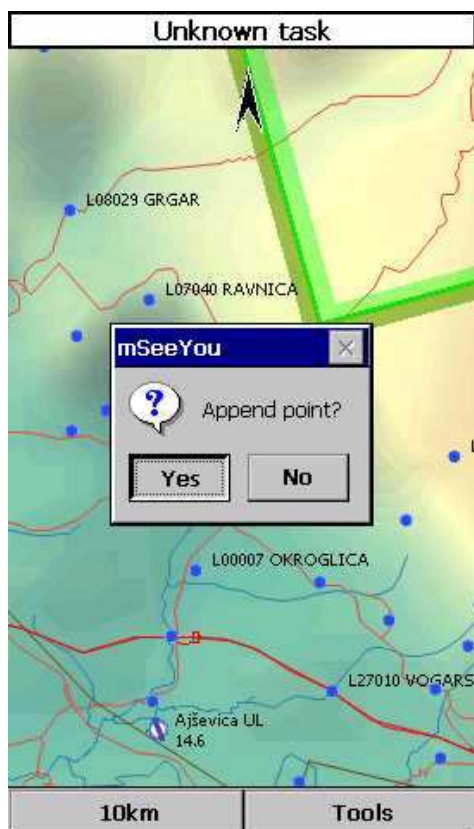 Unknown task
L08029 GRGAR
L07040 RAVNICA
mSeeYou
Append point?
Yes
No
L00007 OKROGLICA
L27010 VOGARS
Ajševica UL
14.6
10km
Tools